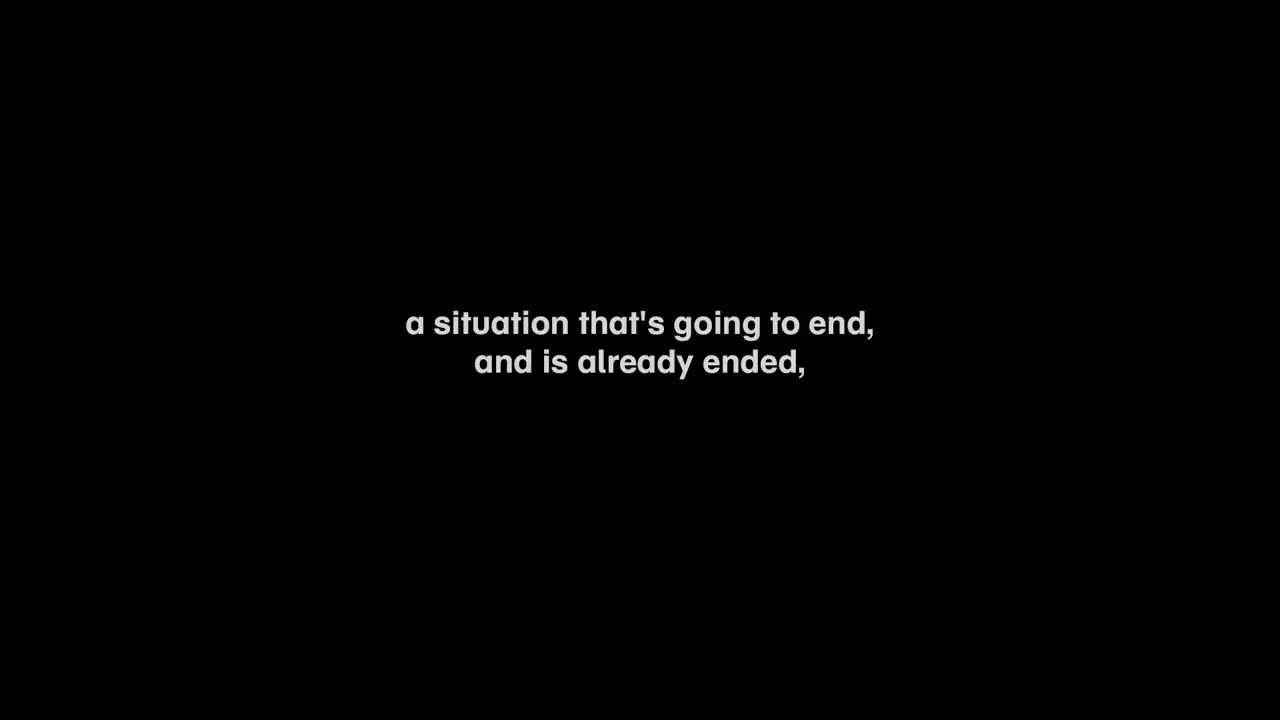 a situation that's going to end,
and is already ended,